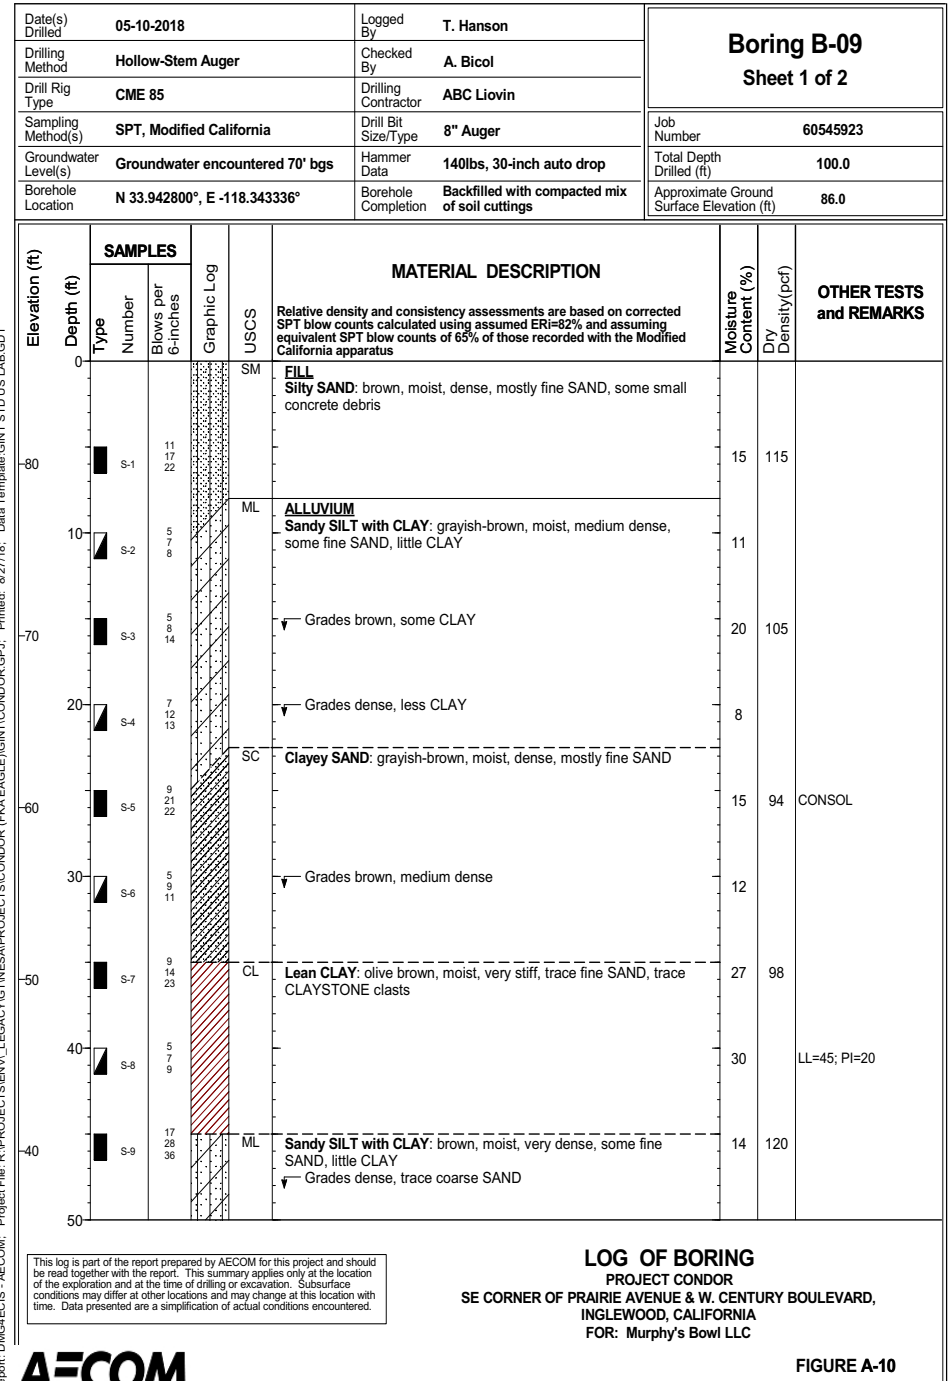 Date(s) Drilled 05-10-2018
Logged By T. Hanson
Drilling Method Hollow-Stem Auger
Checked By A. Bicol
Drill Rig Type CME 85
Drilling Contractor ABC Liovin
Sampling Method(s) SPT, Modified California
Drill Bit Size/Type 8" Auger
Groundwater Level(s) Groundwater encountered 70' bgs
Hammer Data 140lbs, 30-inch auto drop
Borehole Location N 33.942800°, E -118.343336°
Borehole Completion Backfilled with compacted mix of soil cuttings
Boring B-09
Sheet 1 of 2
Job Number 60545923
Total Depth Drilled (ft) 100.0
Approximate Ground Surface Elevation (ft) 86.0
Elevation (ft)
Depth (ft)
SAMPLES
Type
Number
Blows per 6-inches
Graphic Log
USCS
MATERIAL DESCRIPTION
Relative density and consistency assessments are based on corrected
SPT blow counts calculated using assumed ERi=82% and assuming
equivalent SPT blow counts of 65% of those recorded with the Modified
California apparatus
Moisture Content (%)
Dry Density(pcf)
OTHER TESTS
and REMARKS
0
SM FILL
Silty SAND: brown, moist, dense, mostly fine SAND, some small
concrete debris
80 S-1 11 17 22 15 115
ML ALLUVIUM
Sandy SILT with CLAY: grayish-brown, moist, medium dense,
some fine SAND, little CLAY
10 S-2 5 7 8 11
Grades brown, some CLAY
70 S-3 5 8 14 20 105
Grades dense, less CLAY
20 S-4 7 12 13 8
SC Clayey SAND: grayish-brown, moist, dense, mostly fine SAND
60 S-5 9 21 22 15 94 CONSOL
Grades brown, medium dense
30 S-6 5 9 11 12
CL Lean CLAY: olive brown, moist, very stiff, trace fine SAND, trace
CLAYSTONE clasts
50 S-7 9 14 23 27 98
40 S-8 5 7 9 30 LL=45; PI=20
ML Sandy SILT with CLAY: brown, moist, very dense, some fine
SAND, little CLAY
40 S-9 17 28 36 14 120
Grades dense, trace coarse SAND
50
This log is part of the report prepared by AECOM for this project and should
be read together with the report. This summary applies only at the location
of the exploration and at the time of drilling or excavation. Subsurface
conditions may differ at other locations and may change at this location with
time. Data presented are a simplification of actual conditions encountered.
LOG OF BORING
PROJECT CONDOR
SE CORNER OF PRAIRIE AVENUE & W. CENTURY BOULEVARD,
INGLEWOOD, CALIFORNIA
FOR: Murphy's Bowl LLC
AECOM
FIGURE A-10